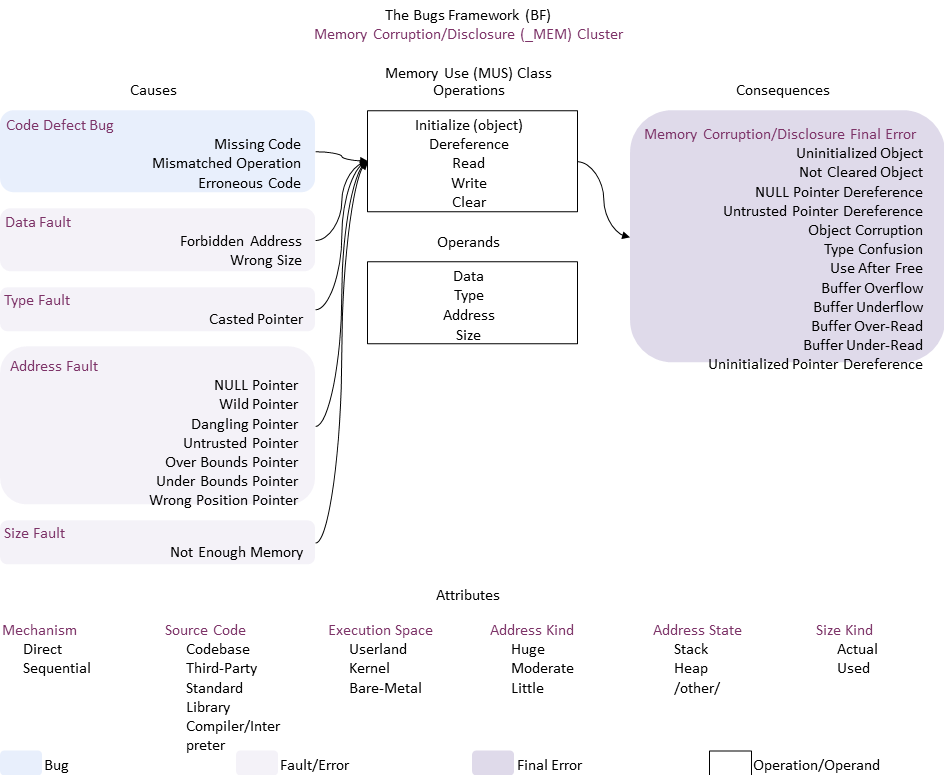 The Bugs Framework (BF)
Memory Corruption/Disclosure (_MEM) Cluster
Memory Use (MUS) Class
Causes
Operations
Consequences
Code Defect Bug
Missing Code
Mismatched Operation
Erroneous Code
Data Fault
Forbidden Address
Wrong Size
Type Fault
Casted Pointer
Address Fault
NULL Pointer
Wild Pointer
Dangling Pointer
Untrusted Pointer
Over Bounds Pointer
Under Bounds Pointer
Wrong Position Pointer
Size Fault
Not Enough Memory
Initialize (object)
Dereference
Read
Write
Clear
Operands
Data
Type
Address
Size
Memory Corruption/Disclosure Final Error
Uninitialized Object
Not Cleared Object
NULL Pointer Dereference
Untrusted Pointer Dereference
Object Corruption
Type Confusion
Use After Free
Buffer Overflow
Buffer Underflow
Buffer Over-Read
Buffer Under-Read
Uninitialized Pointer Dereference
Attributes
Mechanism
Direct
Sequential
Source Code
Codebase
Third-Party
Standard
Library
Compiler/Inter
preter
Execution Space
Userland
Kernel
Bare-Metal
Address Kind
Huge
Moderate
Little
Address State
Stack
Heap
/other/
Size Kind
Actual
Used
Bug
Fault/Error
Final Error
Operation/Operand